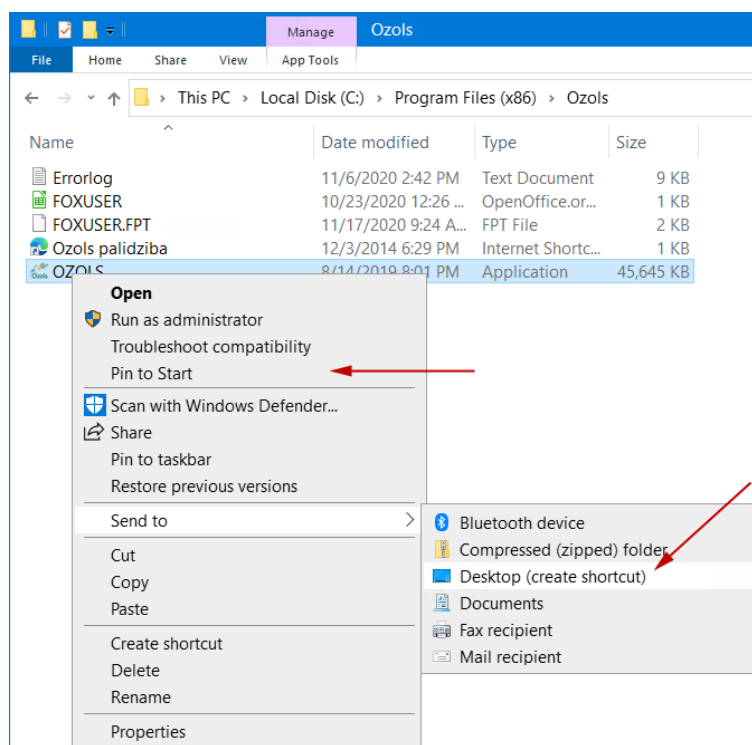 Manage Ozols
File Home Share View App Tools
This PC › Local Disk (C:) › Program Files (x86) › Ozols
Name Date modified Type Size
Errorlog 11/6/2020 2:42 PM Text Document 9 KB
FOXUSER 10/23/2020 12:26 ... OpenOffice.or... 1 KB
FOXUSER.FPT 11/17/2020 9:24 A... FPT File 2 KB
Ozols palidziba 12/3/2014 6:29 PM Internet Shortc... 1 KB
OZOLS 8/14/2019 8:01 PM Application 45,645 KB
Open
Run as administrator
Troubleshoot compatibility
Pin to Start
Scan with Windows Defender...
Share
Pin to taskbar
Restore previous versions
Send to
Cut
Copy
Paste
Create shortcut
Delete
Rename
Properties
Bluetooth device
Compressed (zipped) folder
Desktop (create shortcut)
Documents
Fax recipient
Mail recipient